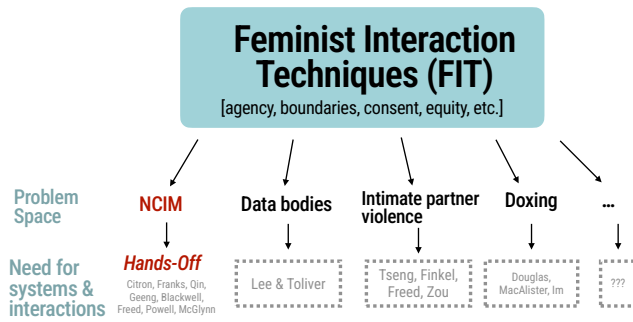 Feminist Interaction
Techniques (FIT)
[agency, boundaries, consent, equity, etc.]
Problem
Space
NCIM
Data bodies
Intimate partner
violence
Doxing
...
Need for
systems &
interactions
Hands-Off
Citron, Franks, Qin,
Geeng, Blackwell,
Freed, Powell, McGlynn
Lee & Toliver
Tseng, Finkel,
Freed, Zou
Douglas,
MacAlister, Im
???